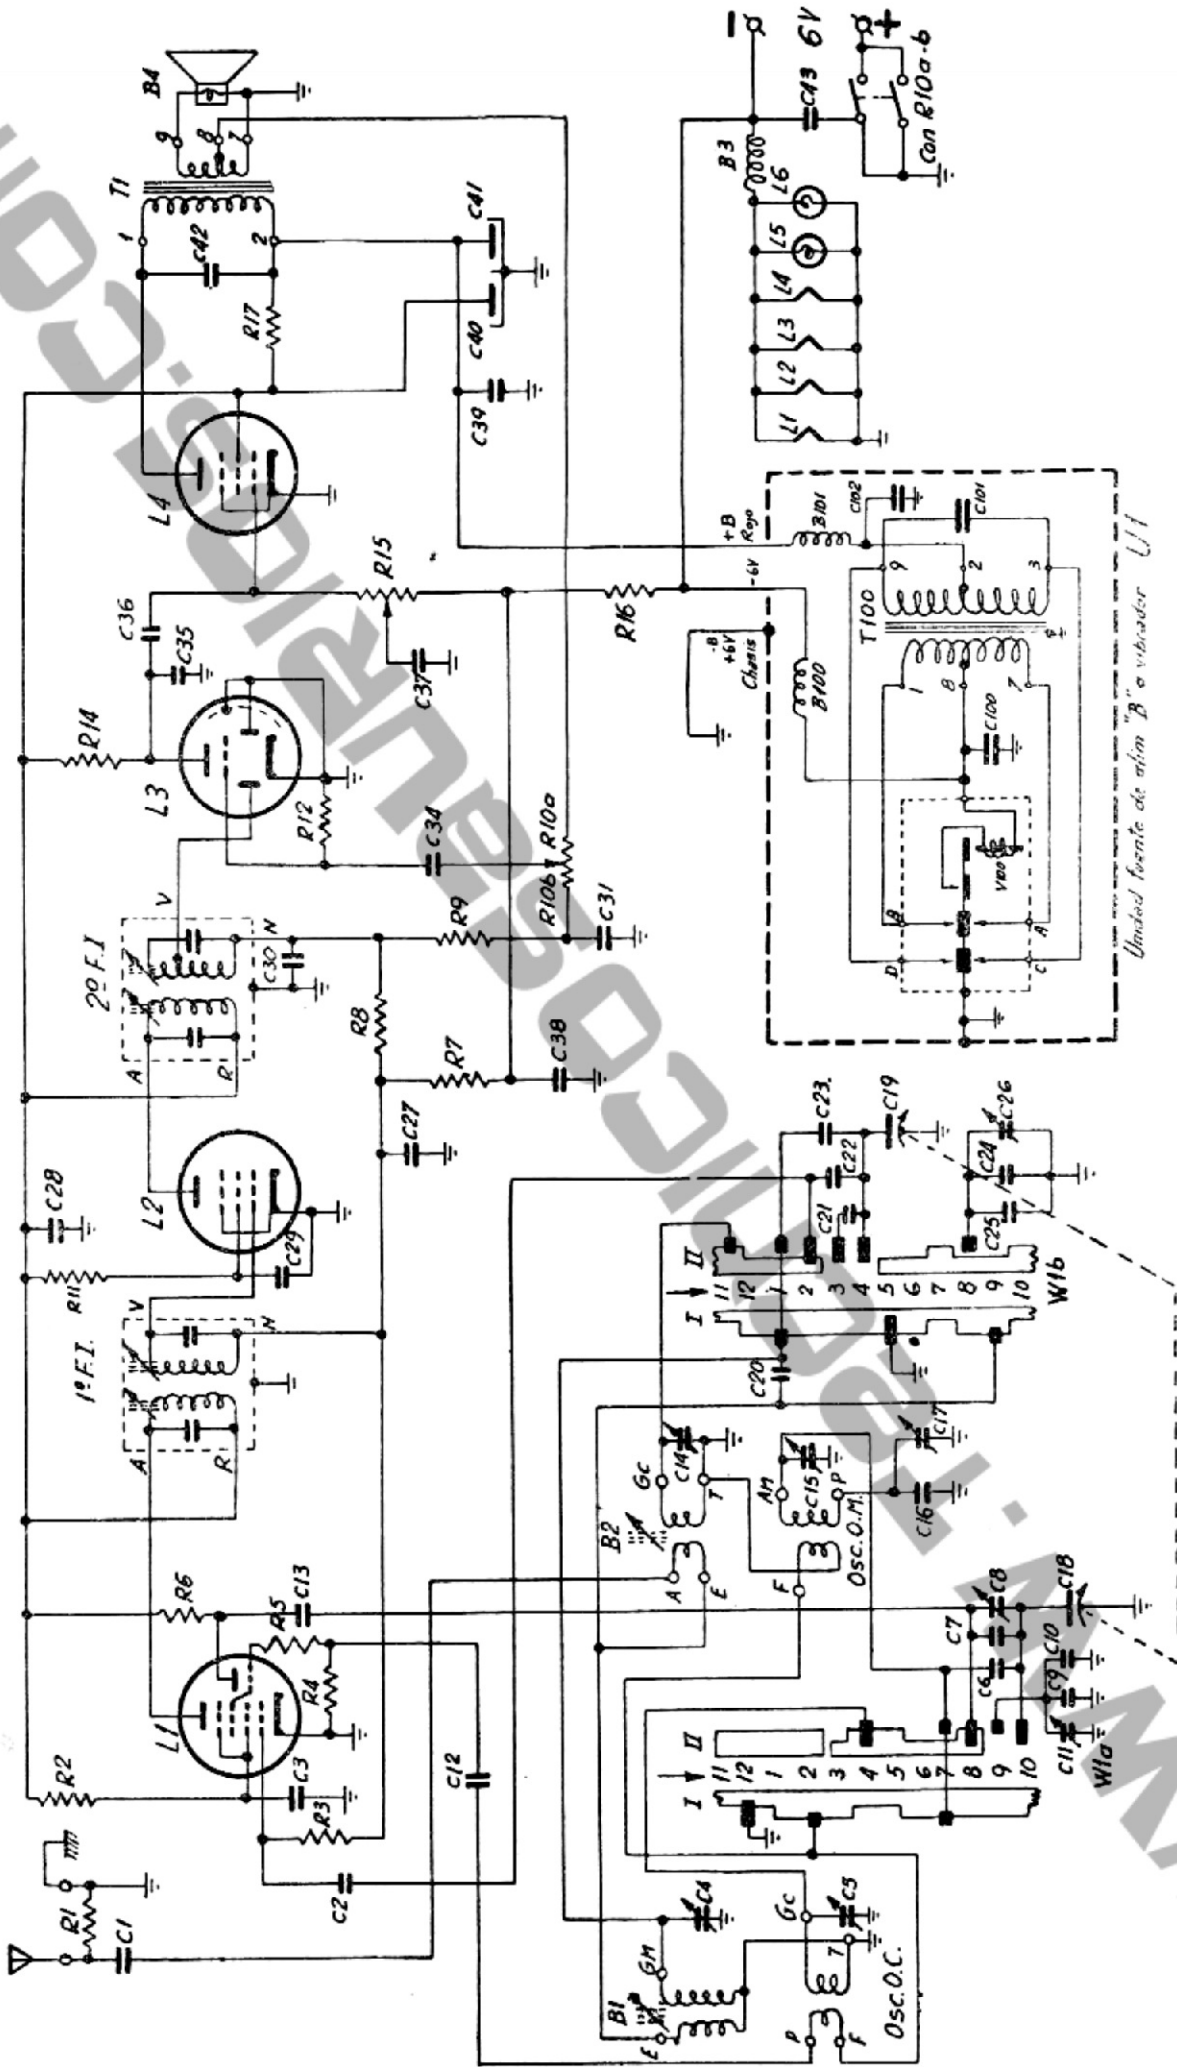 B4
9
8
7
T1
1
2
C42
R17
C41
C40
C39
L4
R15
C36
C35
C37
R14
L3
R12
C34
R10b
R10a
R9
C31
V
N
2º F.I
C30
A
R
R8
R7
C38
C27
C28
L2
C29
R11
V
N
1º F.I.
A
R
R6
R5
C13
L1
R4
R2
C3
R3
C12
C2
R1
C1
R16
−
6V
+
C43
Con R10a-b
B3
L6
L5
L4
L3
L2
L1
+B
Rojo
-6V
-B
+6V
Chasis
B101
C102
C101
9
2
3
T100
1
8
7
B100
C100
V100
B
D
A
C
Unidad fuente de alim "B" o vibrador U1
C23
C19
C22
C21
C26
C24
C25
II
I
11
12
1
2
3
4
5
6
7
8
9
10
W1b
C20
Gc
C14
T
B2
A
E
AM
C15
P
F
Osc.O.M.
C17
C16
C18
C8
C7
C6
C10
C9
C11
II
I
11
12
1
2
3
4
5
6
7
8
9
10
W1a
C4
GM
B1
E
Gc
C5
T
P
F
Osc.O.C.
www.TecnicosAurios.com